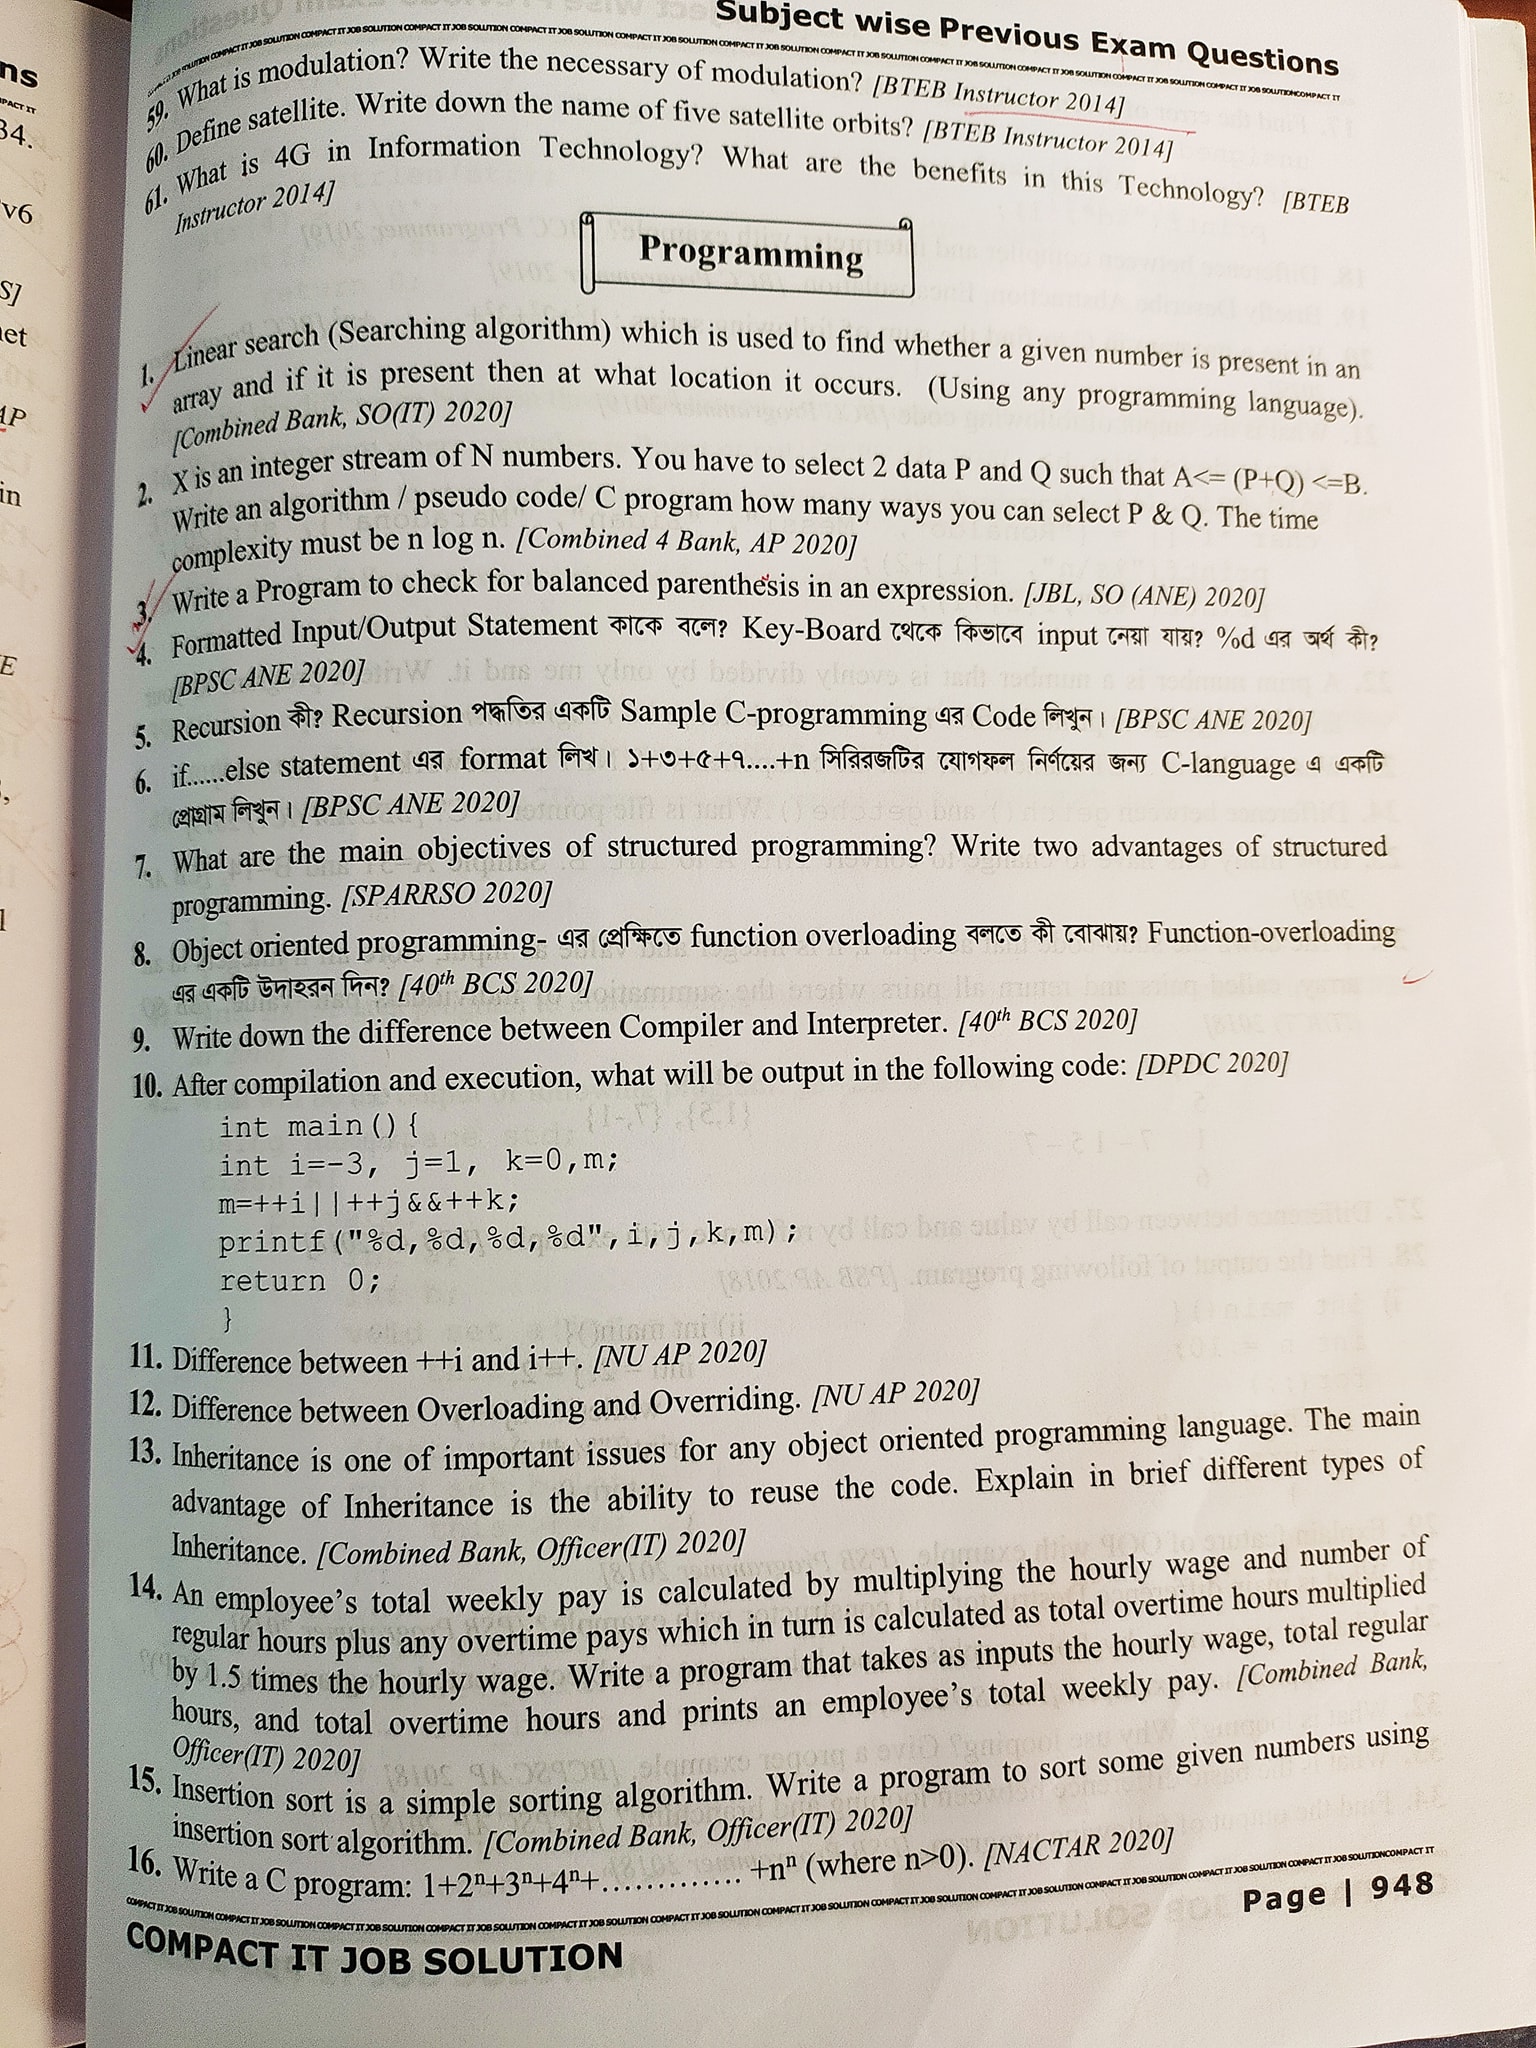 Subject wise Previous Exam Questions
59. What is modulation? Write the necessary of modulation? [BTEB Instructor 2014]
60. Define satellite. Write down the name of five satellite orbits? [BTEB Instructor 2014]
61. What is 4G in Information Technology? What are the benefits in this Technology? [BTEB
Instructor 2014]
Programming
1. Linear search (Searching algorithm) which is used to find whether a given number is present in an
array and if it is present then at what location it occurs. (Using any programming language).
[Combined Bank, SO(IT) 2020]
2. X is an integer stream of N numbers. You have to select 2 data P and Q such that A<= (P+Q) <=B.
Write an algorithm / pseudo code/ C program how many ways you can select P & Q. The time
complexity must be n log n. [Combined 4 Bank, AP 2020]
3. Write a Program to check for balanced parenthesis in an expression. [JBL, SO (ANE) 2020]
4. Formatted Input/Output Statement কাকে বলে? Key-Board থেকে কিভাবে input নেয়া যায়? %d এর অর্থ কী?
[BPSC ANE 2020]
5. Recursion কী? Recursion পদ্ধতির একটি Sample C-programming এর Code লিখুন। [BPSC ANE 2020]
6. if......else statement এর format লিখ। ১+৩+৫+৭....+n সিরিরজটির যোগফল নির্ণয়ের জন্য C-language এ একটি
প্রোগ্রাম লিখুন। [BPSC ANE 2020]
7. What are the main objectives of structured programming? Write two advantages of structured
programming. [SPARRSO 2020]
8. Object oriented programming- এর প্রেক্ষিতে function overloading বলতে কী বোঝায়? Function-overloading
এর একটি উদাহরন দিন? [40th BCS 2020]
9. Write down the difference between Compiler and Interpreter. [40th BCS 2020]
10. After compilation and execution, what will be output in the following code: [DPDC 2020]
int main(){
int i=-3, j=1, k=0,m;
m=++i||++j&&++k;
printf("%d,%d,%d,%d",i,j,k,m);
return 0;
}
11. Difference between ++i and i++. [NU AP 2020]
12. Difference between Overloading and Overriding. [NU AP 2020]
13. Inheritance is one of important issues for any object oriented programming language. The main
advantage of Inheritance is the ability to reuse the code. Explain in brief different types of
Inheritance. [Combined Bank, Officer(IT) 2020]
14. An employee's total weekly pay is calculated by multiplying the hourly wage and number of
regular hours plus any overtime pays which in turn is calculated as total overtime hours multiplied
by 1.5 times the hourly wage. Write a program that takes as inputs the hourly wage, total regular
hours, and total overtime hours and prints an employee's total weekly pay. [Combined Bank,
Officer(IT) 2020]
15. Insertion sort is a simple sorting algorithm. Write a program to sort some given numbers using
insertion sort algorithm. [Combined Bank, Officer(IT) 2020]
16. Write a C program: 1+2ⁿ+3ⁿ+4ⁿ+............. +nⁿ (where n>0). [NACTAR 2020]
Page | 948
COMPACT IT JOB SOLUTION